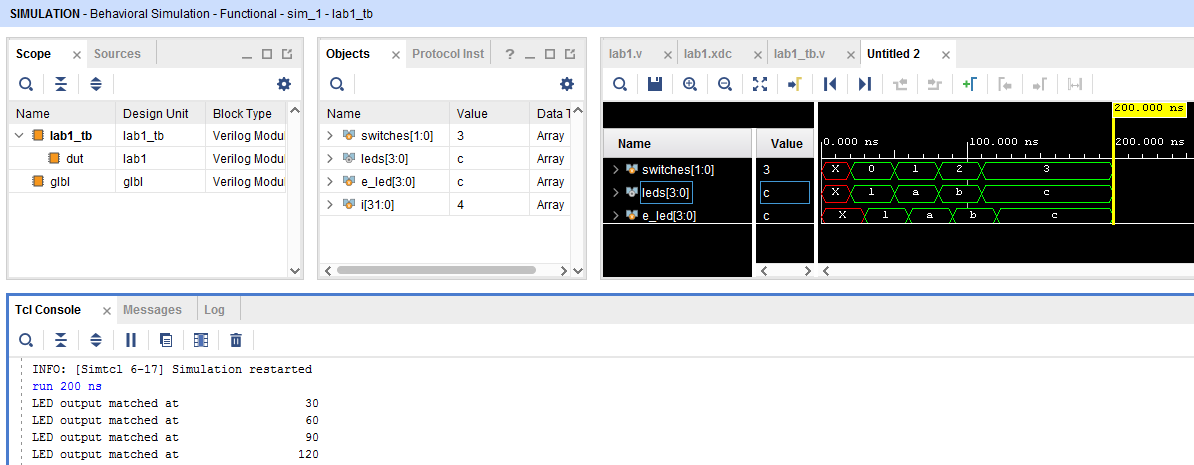 SIMULATION - Behavioral Simulation - Functional - sim_1 - lab1_tb
Scope Sources
Name Design Unit Block Type
lab1_tb lab1_tb Verilog Modu
dut lab1 Verilog Modu
glbl glbl Verilog Modu
Objects Protocol Inst ?
Name Value Data T
switches[1:0] 3 Array
leds[3:0] c Array
e_led[3:0] c Array
i[31:0] 4 Array
lab1.v lab1.xdc lab1_tb.v Untitled 2
200.000 ns
Name Value 0.000 ns 100.000 ns 200.000 ns
switches[1:0] 3 X 0 1 2 3
leds[3:0] c X 1 a b c
e_led[3:0] c X 1 a b c
Tcl Console Messages Log
INFO: [Simtcl 6-17] Simulation restarted
run 200 ns
LED output matched at 30
LED output matched at 60
LED output matched at 90
LED output matched at 120